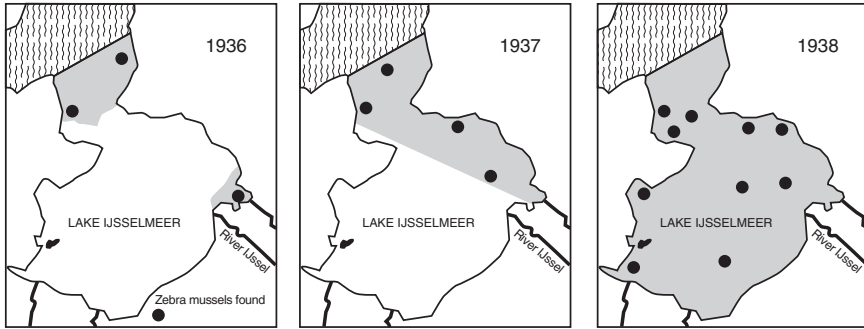 1936
LAKE IJSSELMEER
River IJssel
Zebra mussels found
1937
LAKE IJSSELMEER
River IJssel
1938
LAKE IJSSELMEER
River IJssel